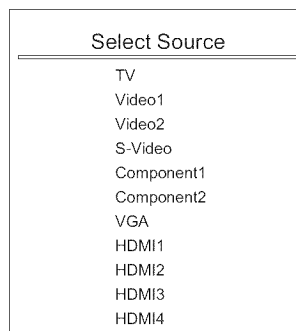 Select Source
TV
Video1
Video2
S-Video
Component1
Component2
VGA
HDMI1
HDMI2
HDMI3
HDMI4